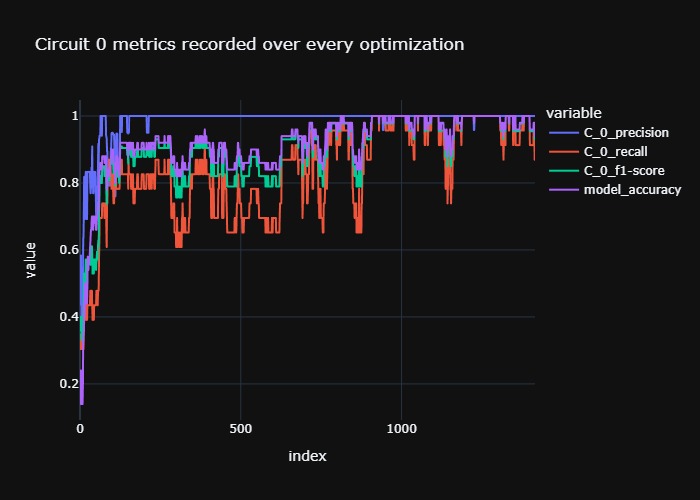 Circuit 0 metrics recorded over every optimization
variable
C_0_precision
C_0_recall
C_0_f1-score
model_accuracy
value
1
0.8
0.6
0.4
0.2
0
500
1000
index